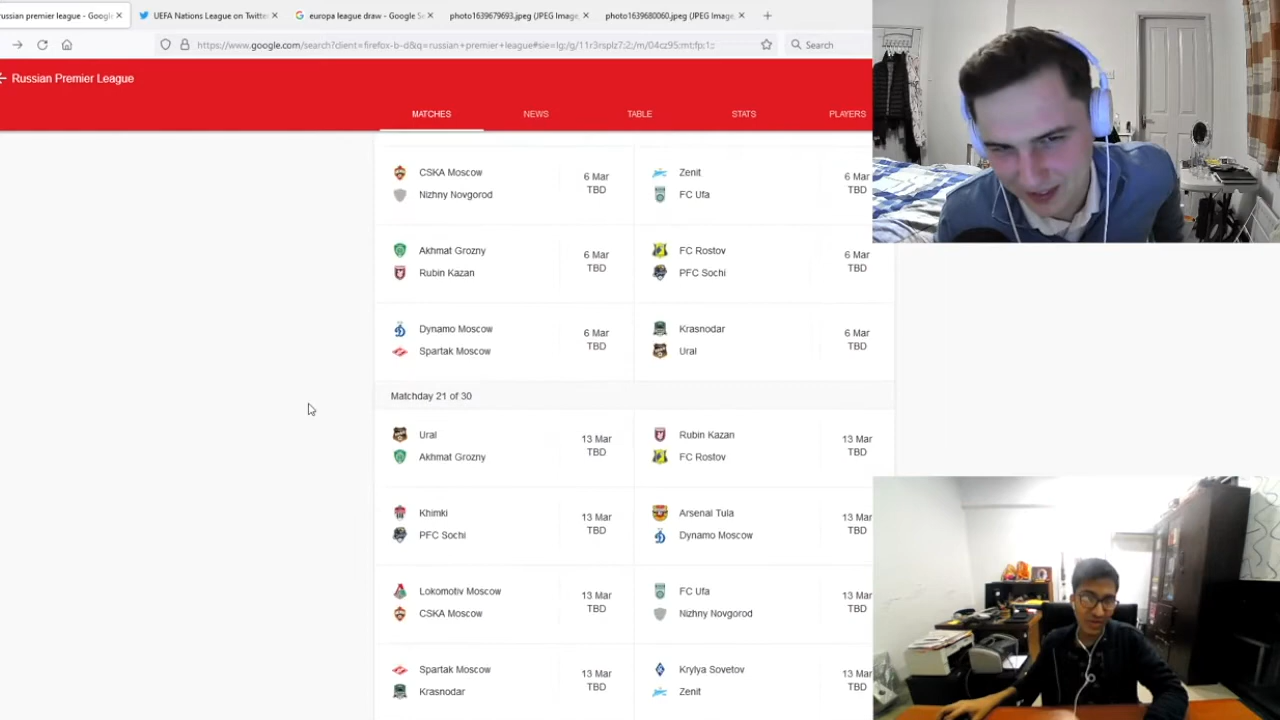 russian premier league - Google
UEFA Nations League on Twitte
europa league draw - Google Se
photo1639679693.jpeg (JPEG Image,
photo1639680060.jpeg (JPEG Image,
Search
Russian Premier League
MATCHES
NEWS
TABLE
STATS
PLAYERS
CSKA Moscow
Nizhny Novgorod
6 Mar
TBD
Zenit
FC Ufa
6 Mar
TBD
Akhmat Grozny
Rubin Kazan
6 Mar
TBD
FC Rostov
PFC Sochi
6 Mar
TBD
Dynamo Moscow
Spartak Moscow
6 Mar
TBD
Krasnodar
Ural
6 Mar
TBD
Matchday 21 of 30
Ural
Akhmat Grozny
13 Mar
TBD
Rubin Kazan
FC Rostov
13 Mar
TBD
Khimki
PFC Sochi
13 Mar
TBD
Arsenal Tula
Dynamo Moscow
13 Mar
TBD
Lokomotiv Moscow
CSKA Moscow
13 Mar
TBD
FC Ufa
Nizhny Novgorod
13 Mar
TBD
Spartak Moscow
Krasnodar
13 Mar
TBD
Krylya Sovetov
Zenit
13 Mar
TBD